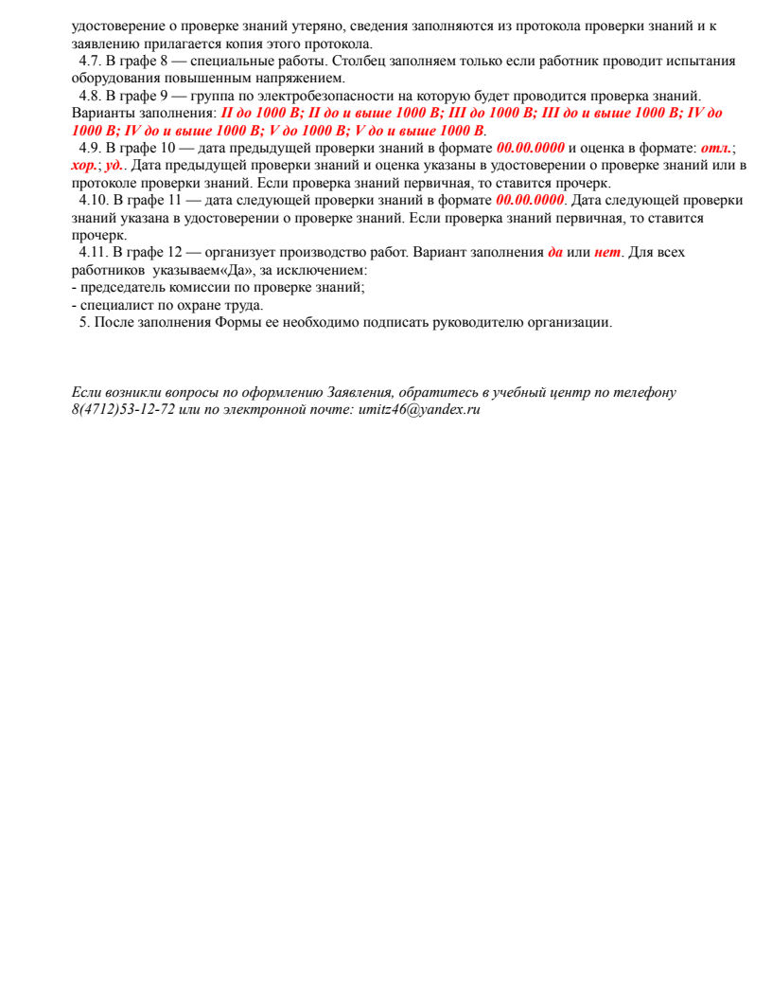 удостоверение о проверке знаний утеряно, сведения заполняются из протокола проверки знаний и к
заявлению прилагается копия этого протокола.
4.7. В графе 8 — специальные работы. Столбец заполняем только если работник проводит испытания
оборудования повышенным напряжением.
4.8. В графе 9 — группа по электробезопасности на которую будет проводится проверка знаний.
Варианты заполнения: II до 1000 В; II до и выше 1000 В; III до 1000 В; III до и выше 1000 В; IV до
1000 В; IV до и выше 1000 В; V до 1000 В; V до и выше 1000 В.
4.9. В графе 10 — дата предыдущей проверки знаний в формате 00.00.0000 и оценка в формате: отл.;
хор.; уд.. Дата предыдущей проверки знаний и оценка указаны в удостоверении о проверке знаний или в
протоколе проверки знаний. Если проверка знаний первичная, то ставится прочерк.
4.10. В графе 11 — дата следующей проверки знаний в формате 00.00.0000. Дата следующей проверки
знаний указана в удостоверении о проверке знаний. Если проверка знаний первичная, то ставится
прочерк.
4.11. В графе 12 — организует производство работ. Вариант заполнения да или нет. Для всех
работников  указываем«Да», за исключением:
- председатель комиссии по проверке знаний;
- специалист по охране труда.
5. После заполнения Формы ее необходимо подписать руководителю организации.
Если возникли вопросы по оформлению Заявления, обратитесь в учебный центр по телефону
8(4712)53-12-72 или по электронной почте: umitz46@yandex.ru